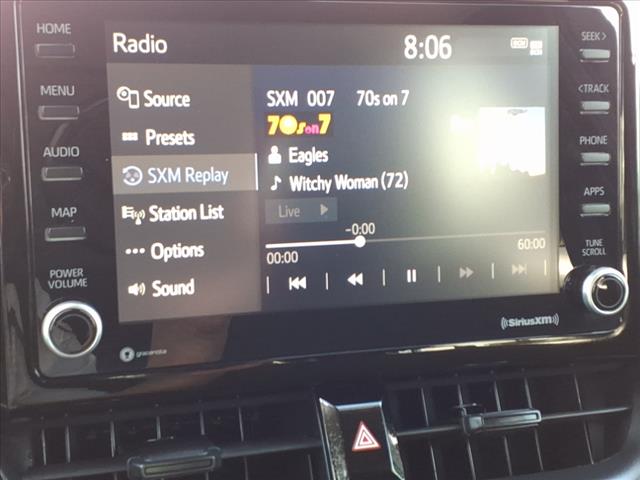 HOME
MENU
AUDIO
MAP
POWER
VOLUME
Radio
8:06
Source
Presets
SXM Replay
Station List
Options
Sound
SXM 007 70s on 7
70s on 7
Eagles
Witchy Woman (72)
Live
-0:00
00:00
60:00
SEEK>
<TRACK
PHONE
APPS
TUNE
SCROLL
((SiriusXM))
gracenote